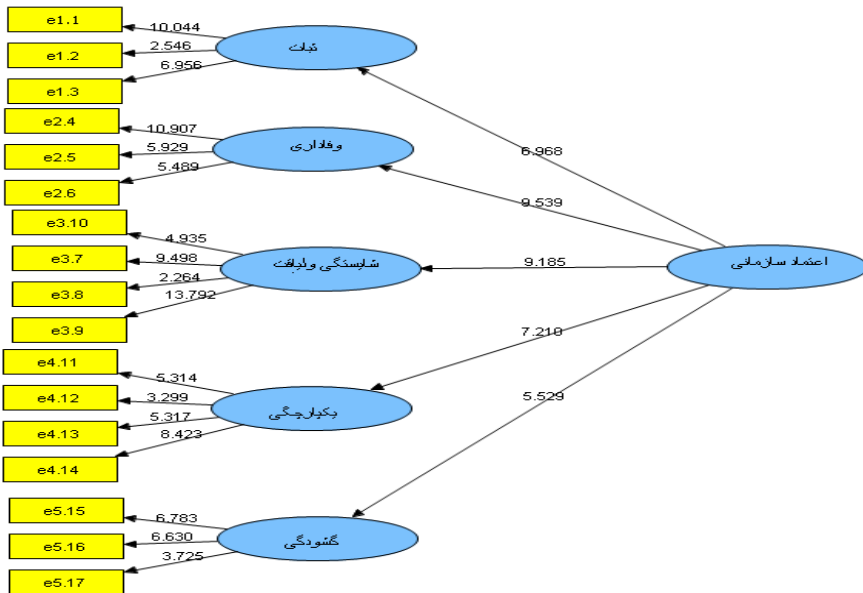 e1.1
10.044
e1.2
2.546
e1.3
6.956
ثبات
e2.4
10.907
e2.5
5.929
e2.6
5.489
وفاداری
e3.10
4.935
e3.7
9.498
e3.8
2.264
e3.9
13.792
شایستگی ولیاقت
e4.11
5.314
e4.12
3.299
e4.13
5.317
e4.14
8.423
یکپارچگی
e5.15
6.783
e5.16
6.630
e5.17
3.725
گشودگی
6.968
9.539
9.185
7.210
5.529
اعتماد سازمانی